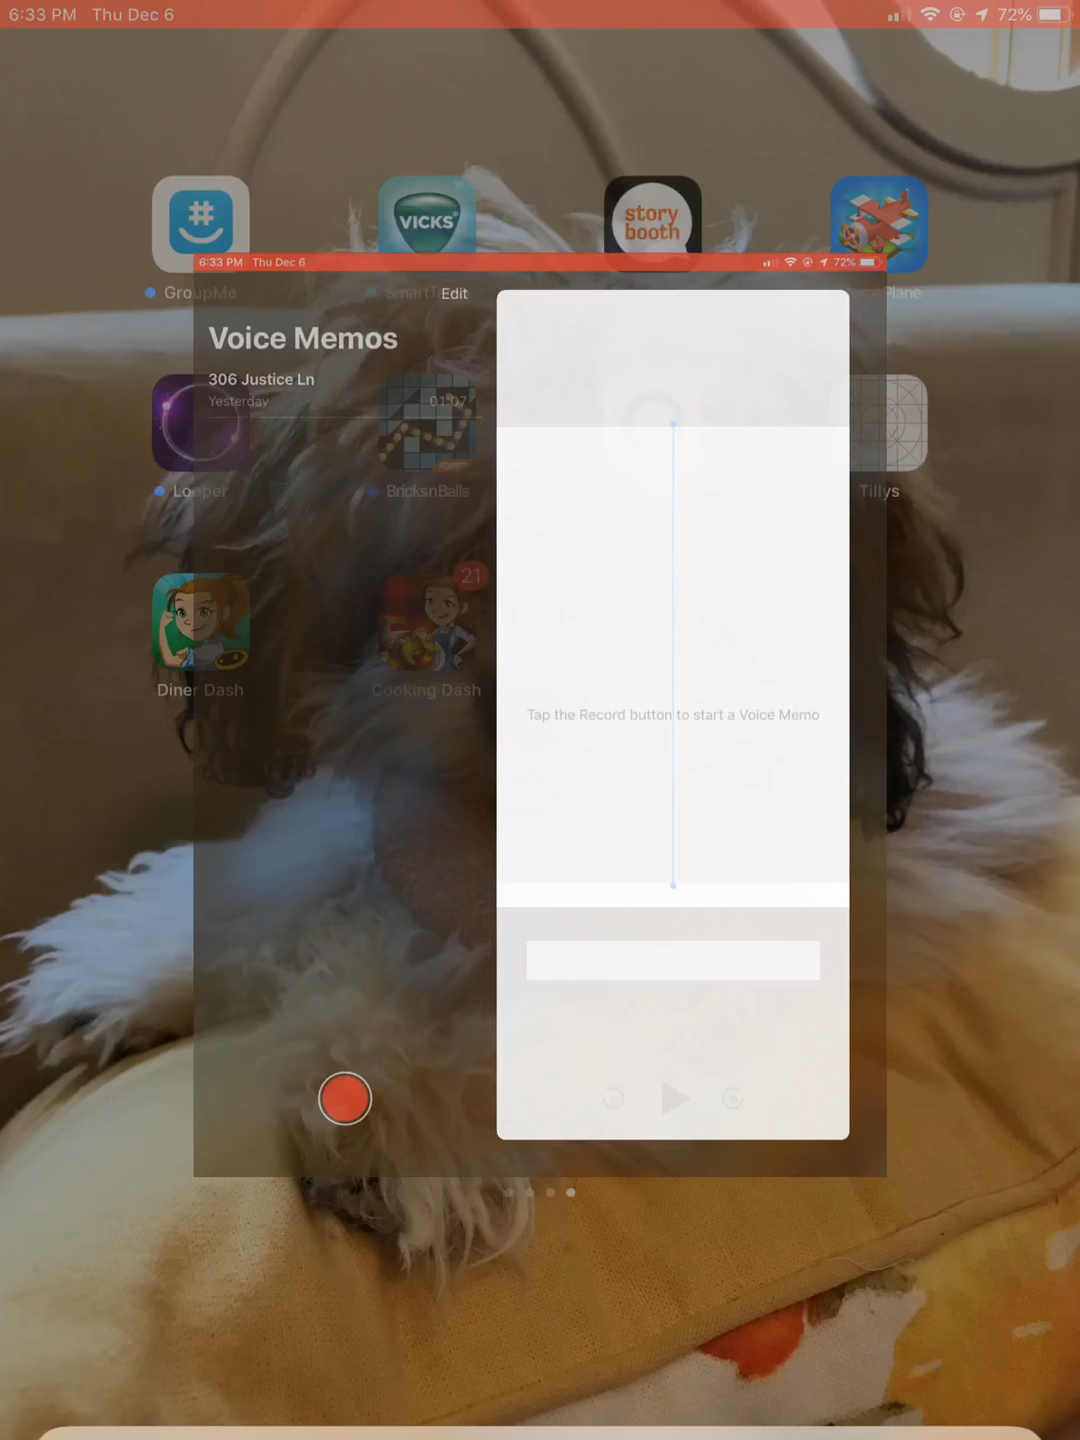 6:33 PM Thu Dec 6 72%
VICKS
story
booth
6:33 PM Thu Dec 6 72%
GroupMe
Edit
Plane
Voice Memos
306 Justice Ln
Yesterday 01:07
Looper
BricksnBalls
Tillys
21
Diner Dash
Cooking Dash
Tap the Record button to start a Voice Memo